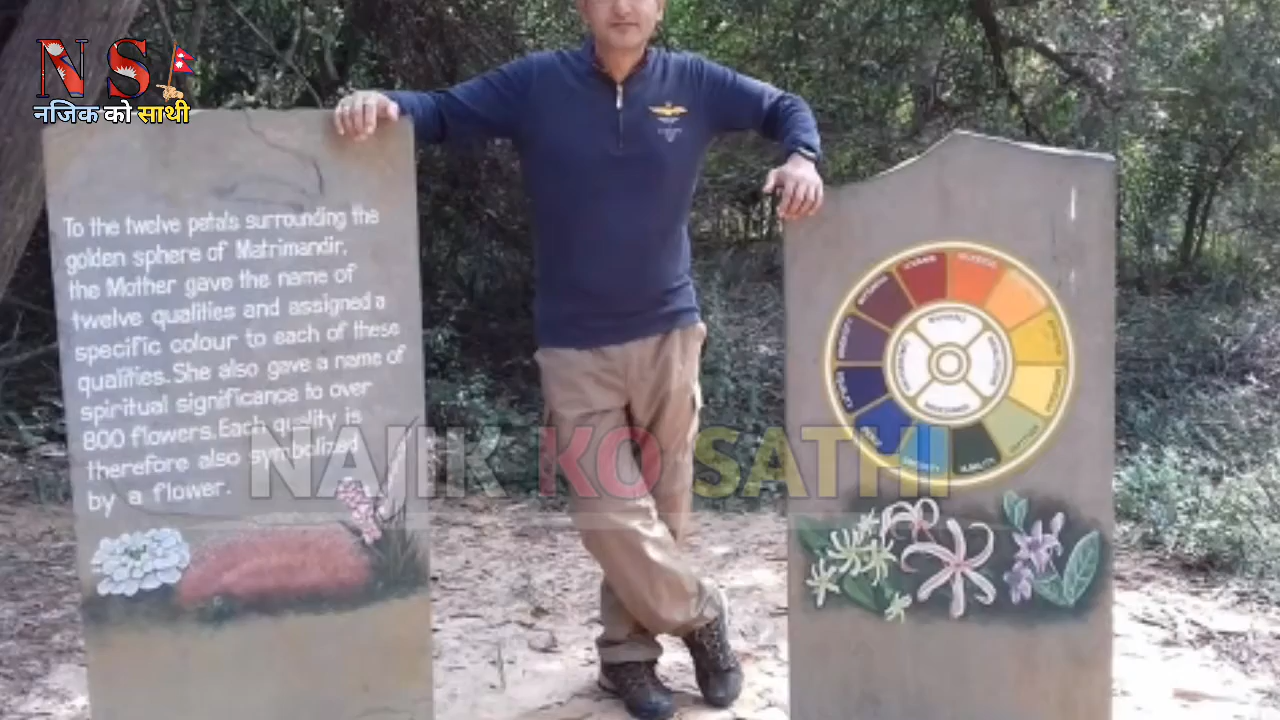 NS
नजिक को साथी
To the twelve petals surrounding the
golden sphere of Matrimandir,
the Mother gave the name of
twelve qualities and assigned a
specific colour to each of these
qualities. She also gave a name of
spiritual significance to over
800 flowers. Each quality is
therefore also symbolized
by a flower.
NAJIK KO SATHI